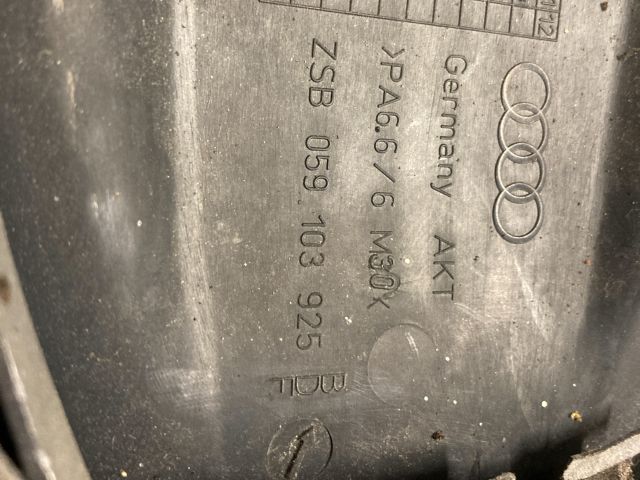 Germany AKT
>PA6.6/6 M30<
ZSB 059 103 925